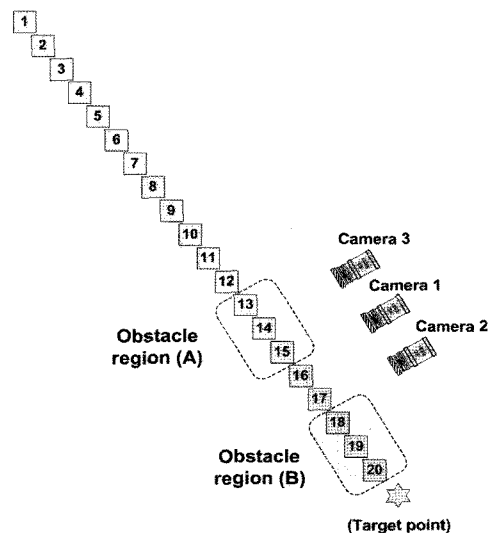 1
2
3
4
5
6
7
8
9
10
11
12
Camera 3
13
Camera 1
14
Obstacle
region (A)
15
Camera 2
16
17
18
19
Obstacle
region (B)
20
(Target point)